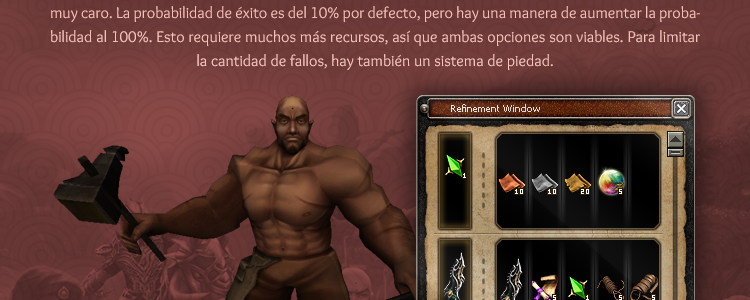 muy caro. La probabilidad de éxito es del 10% por defecto, pero hay una manera de aumentar la proba-
bilidad al 100%. Esto requiere muchos más recursos, así que ambas opciones son viables. Para limitar
la cantidad de fallos, hay también un sistema de piedad.
Refinement Window
1
10 10 20 5
5 1 5 5